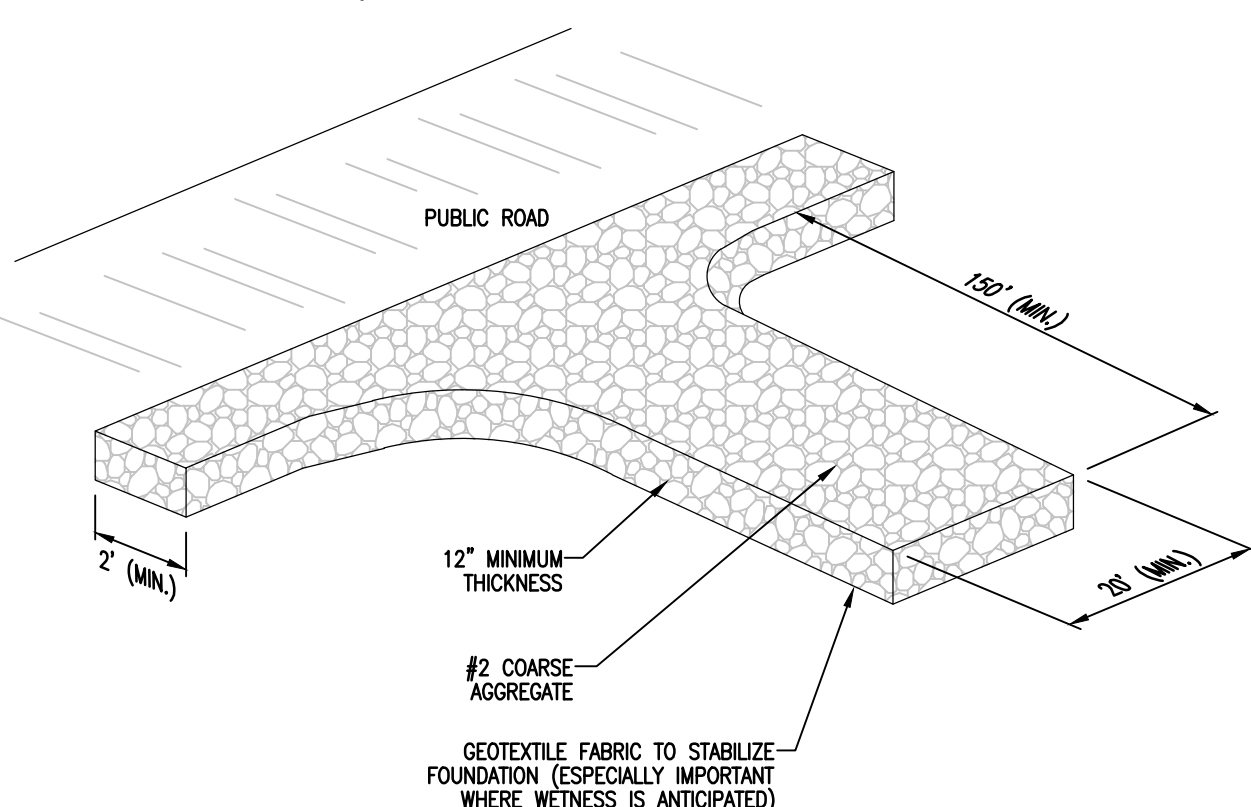 PUBLIC ROAD
150' (MIN.)
2' (MIN.)
12" MINIMUM
THICKNESS
20' (MIN.)
#2 COARSE
AGGREGATE
GEOTEXTILE FABRIC TO STABILIZE
FOUNDATION (ESPECIALLY IMPORTANT
WHERE WETNESS IS ANTICIPATED)